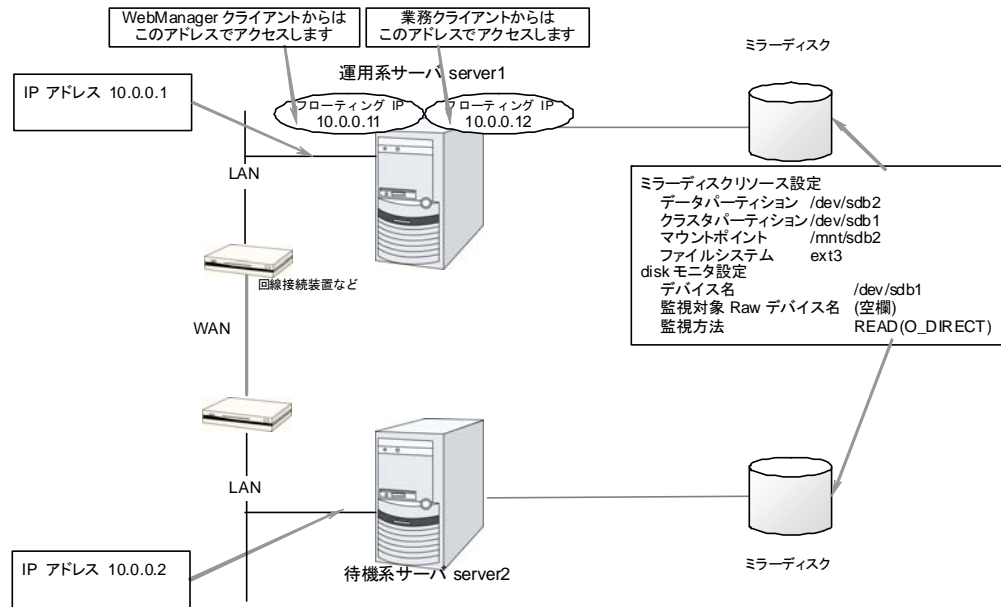 WebManager クライアントからは
このアドレスでアクセスします
業務クライアントからは
このアドレスでアクセスします
ミラーディスク
運用系サーバ server1
IP アドレス 10.0.0.1
フローティング IP
10.0.0.11
フローティング IP
10.0.0.12
LAN
ミラーディスクリソース設定
データパーティション /dev/sdb2
クラスタパーティション /dev/sdb1
マウントポイント /mnt/sdb2
ファイルシステム ext3
disk モニタ設定
デバイス名 /dev/sdb1
監視対象 Raw デバイス名 (空欄)
監視方法 READ(O_DIRECT)
回線接続装置など
WAN
LAN
IP アドレス 10.0.0.2
待機系サーバ server2
ミラーディスク